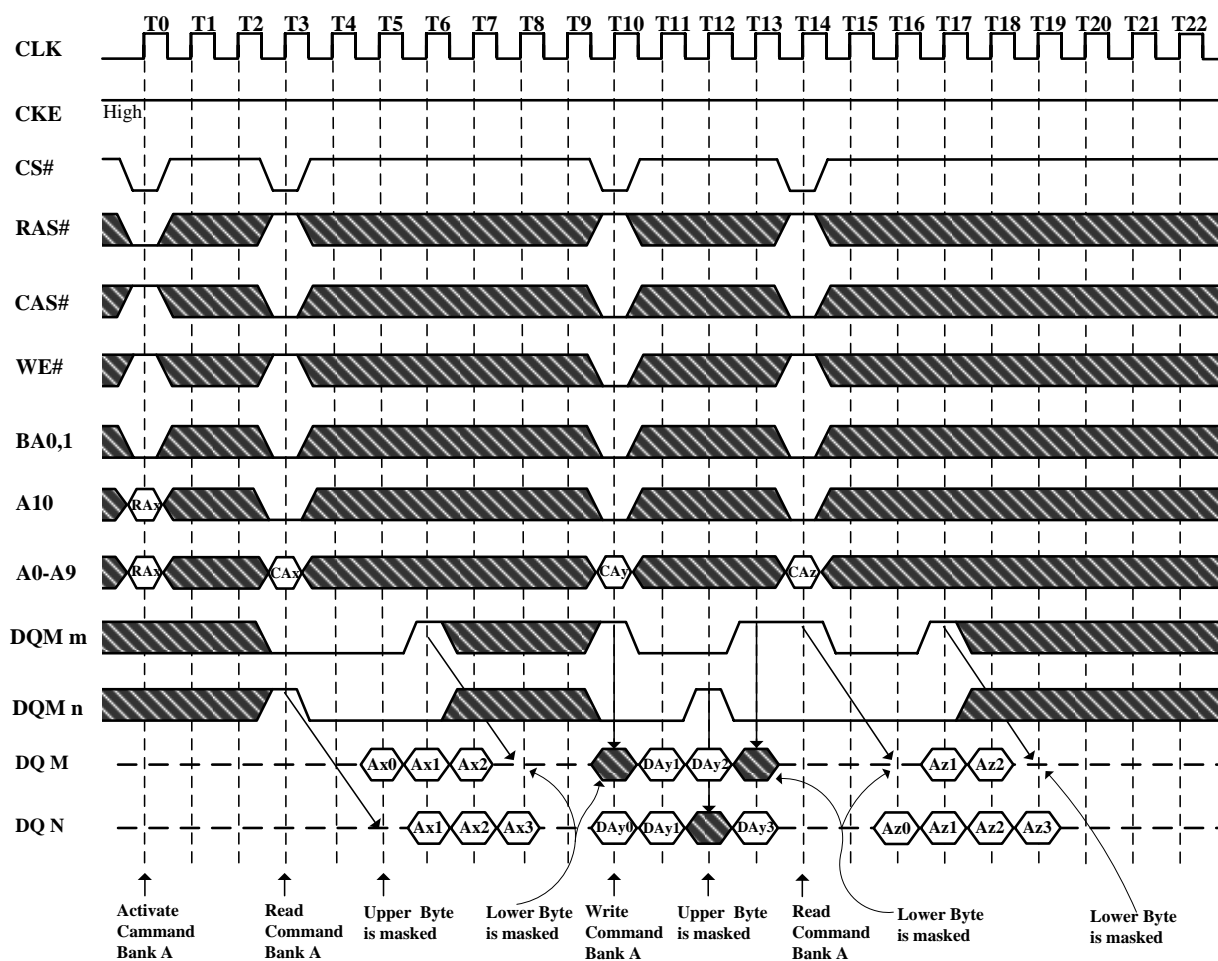 T0 T1 T2 T3 T4 T5 T6 T7 T8 T9 T10 T11 T12 T13 T14 T15 T16 T17 T18 T19 T20 T21 T22
CLK
CKE High
CS#
RAS#
CAS#
WE#
BA0,1
A10 RAx
A0-A9 RAx CAx CAy CAz
DQM m
DQM n
DQ M Ax0 Ax1 Ax2 DAy1 DAy2 Az1 Az2
DQ N Ax1 Ax2 Ax3 DAy0 DAy1 DAy3 Az0 Az1 Az2 Az3
Activate
Cammand
Bank A
Read
Command
Bank A
Upper Byte
is masked
Lower Byte
is masked
Write
Command
Bank A
Upper Byte
is masked
Read
Command
Bank A
Lower Byte
is masked
Lower Byte
is masked